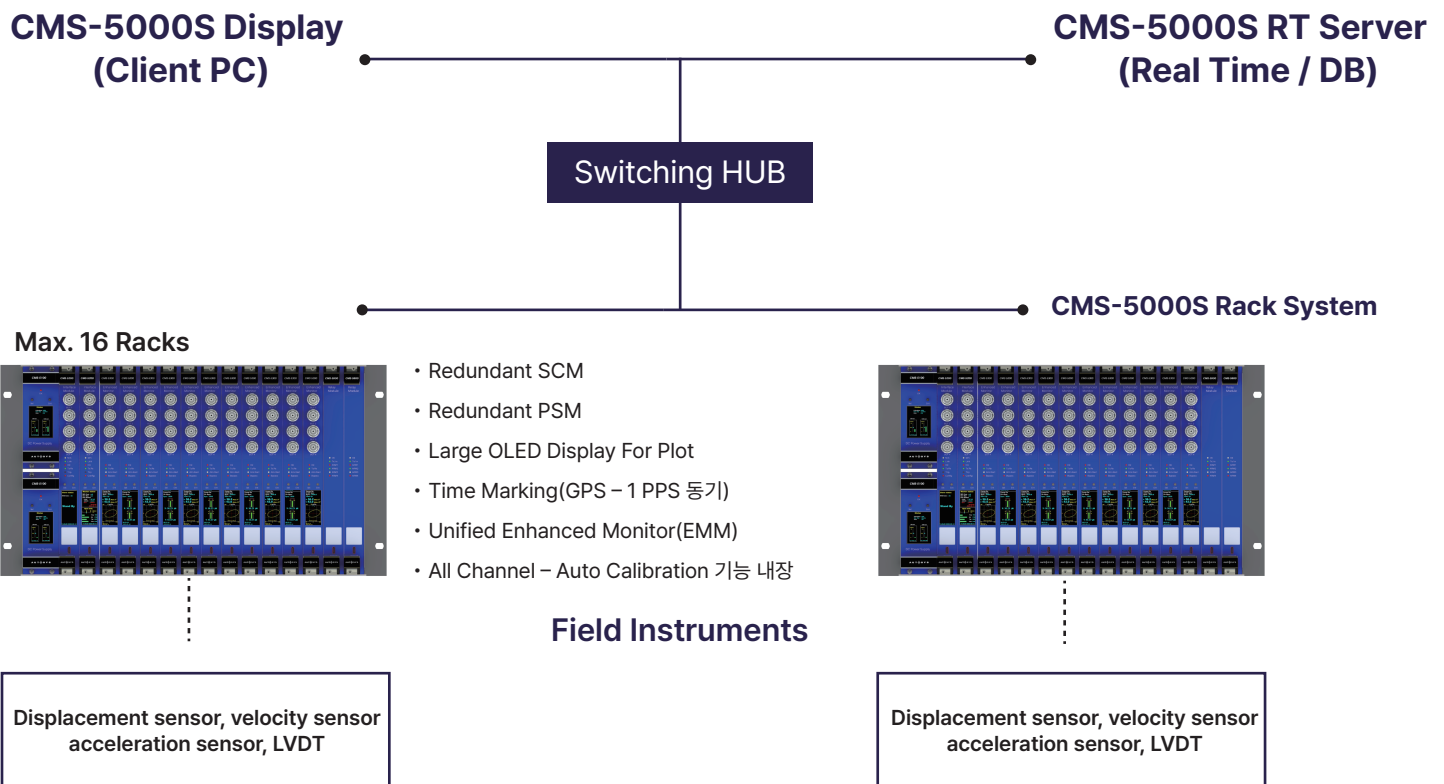 CMS-5000S Display
(Client PC)
CMS-5000S RT Server
(Real Time / DB)
Switching HUB
CMS-5000S Rack System
Max. 16 Racks
・Redundant SCM
・Redundant PSM
・Large OLED Display For Plot
・Time Marking(GPS – 1 PPS 동기)
・Unified Enhanced Monitor(EMM)
・All Channel – Auto Calibration 기능 내장
Field Instruments
Displacement sensor, velocity sensor
acceleration sensor, LVDT
Displacement sensor, velocity sensor
acceleration sensor, LVDT